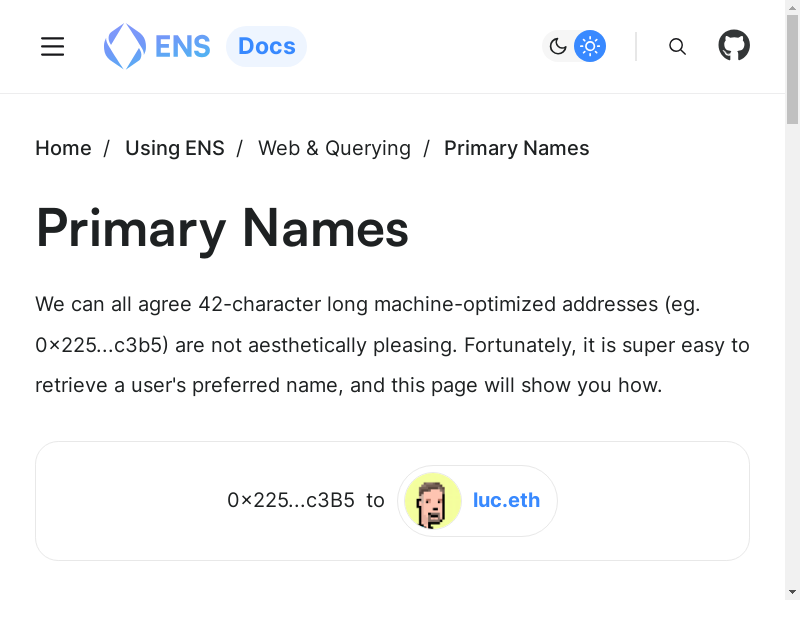 ENS Docs
Home / Using ENS / Web & Querying / Primary Names
Primary Names
We can all agree 42-character long machine-optimized addresses (eg.
0x225...c3b5) are not aesthetically pleasing. Fortunately, it is super easy to
retrieve a user's preferred name, and this page will show you how.
0x225...c3B5 to luc.eth